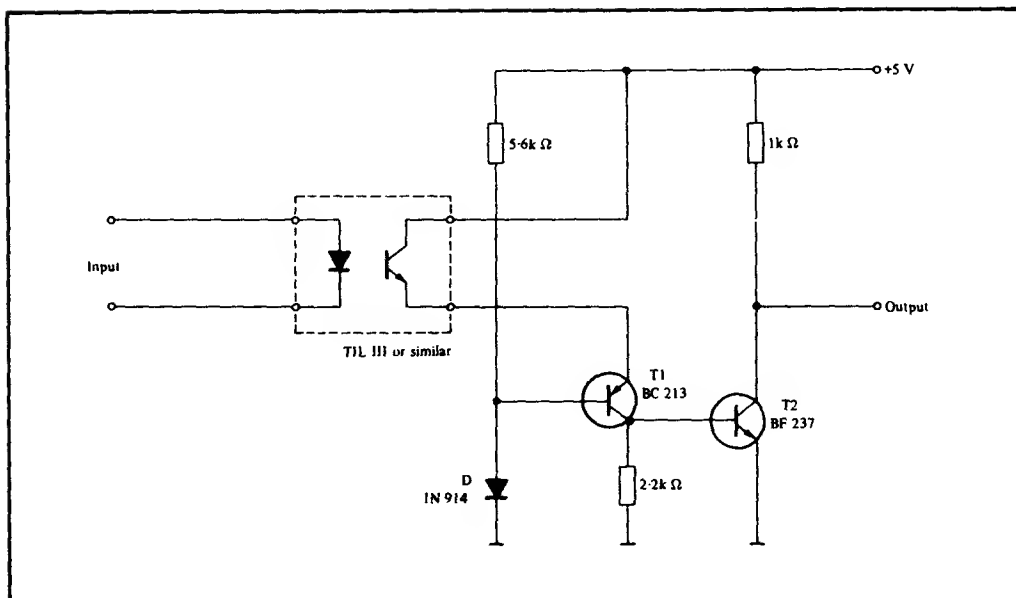 +5 V
5·6k Ω
1k Ω
Input
Output
TIL III or similar
T1
BC 213
T2
BF 237
D
IN 914
2·2k Ω